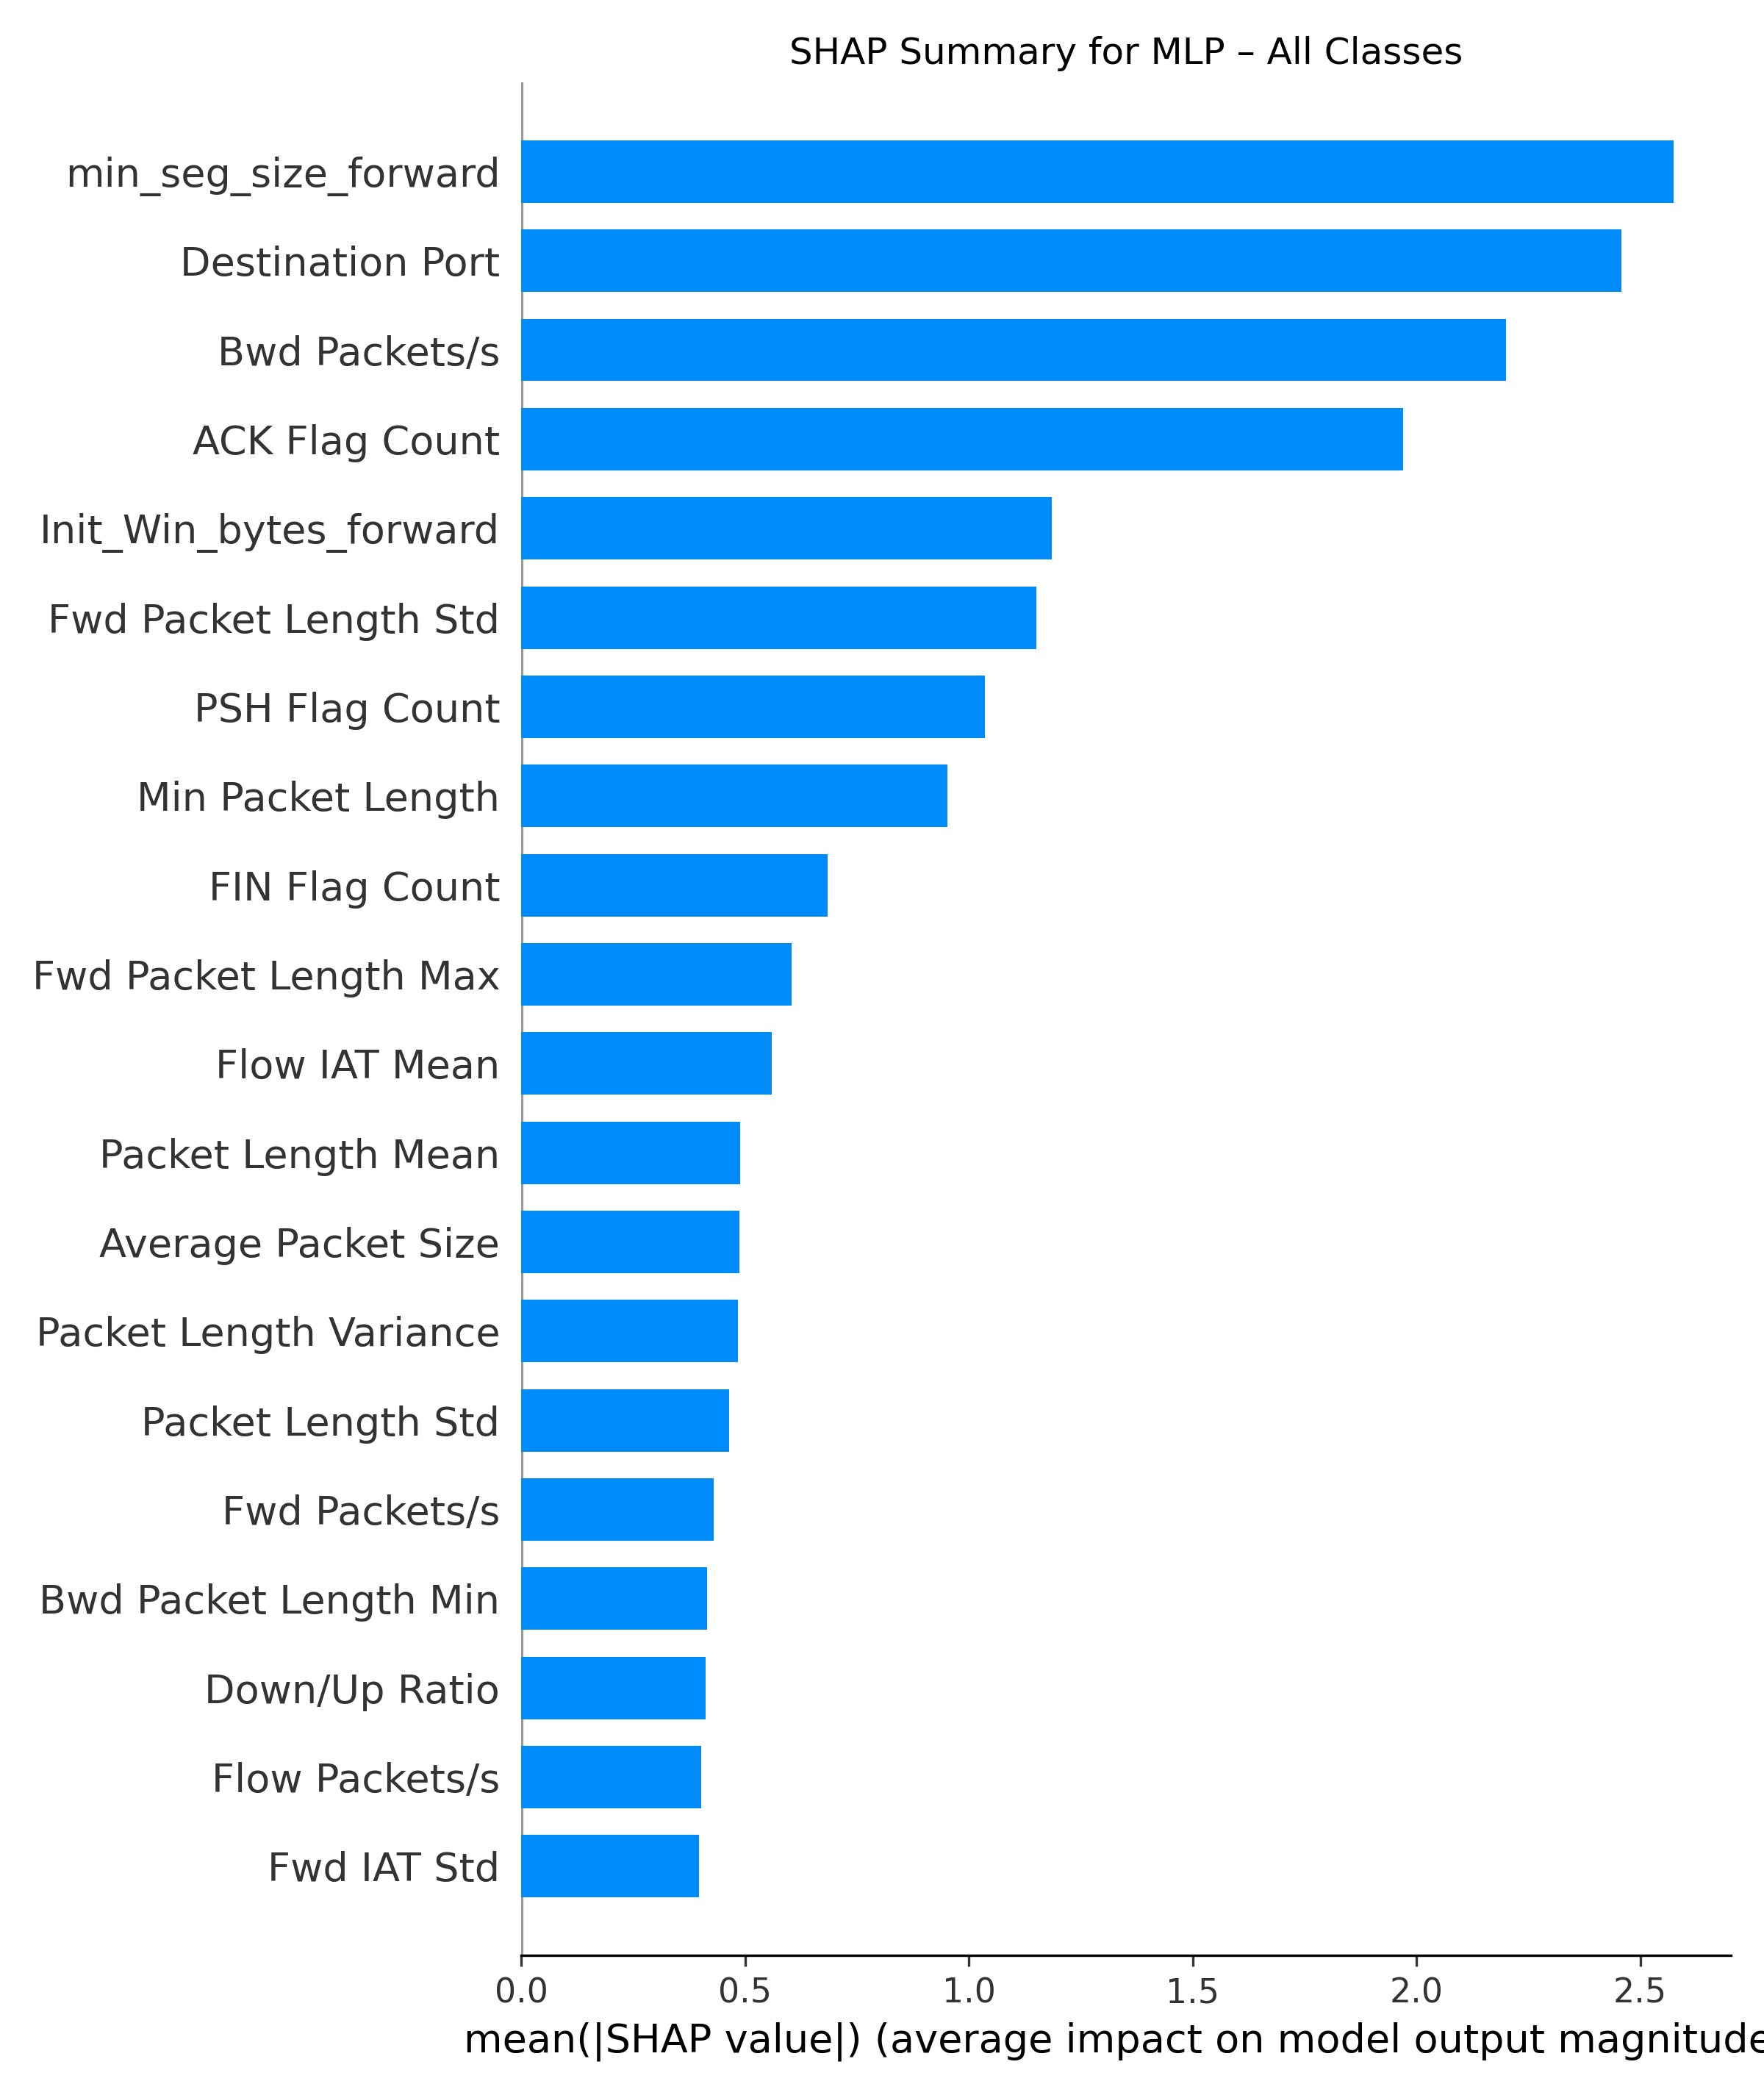 SHAP Summary for MLP – All Classes
min_seg_size_forward
Destination Port
Bwd Packets/s
ACK Flag Count
Init_Win_bytes_forward
Fwd Packet Length Std
PSH Flag Count
Min Packet Length
FIN Flag Count
Fwd Packet Length Max
Flow IAT Mean
Packet Length Mean
Average Packet Size
Packet Length Variance
Packet Length Std
Fwd Packets/s
Bwd Packet Length Min
Down/Up Ratio
Flow Packets/s
Fwd IAT Std
0.0 0.5 1.0 1.5 2.0 2.5
mean(|SHAP value|) (average impact on model output magnitude